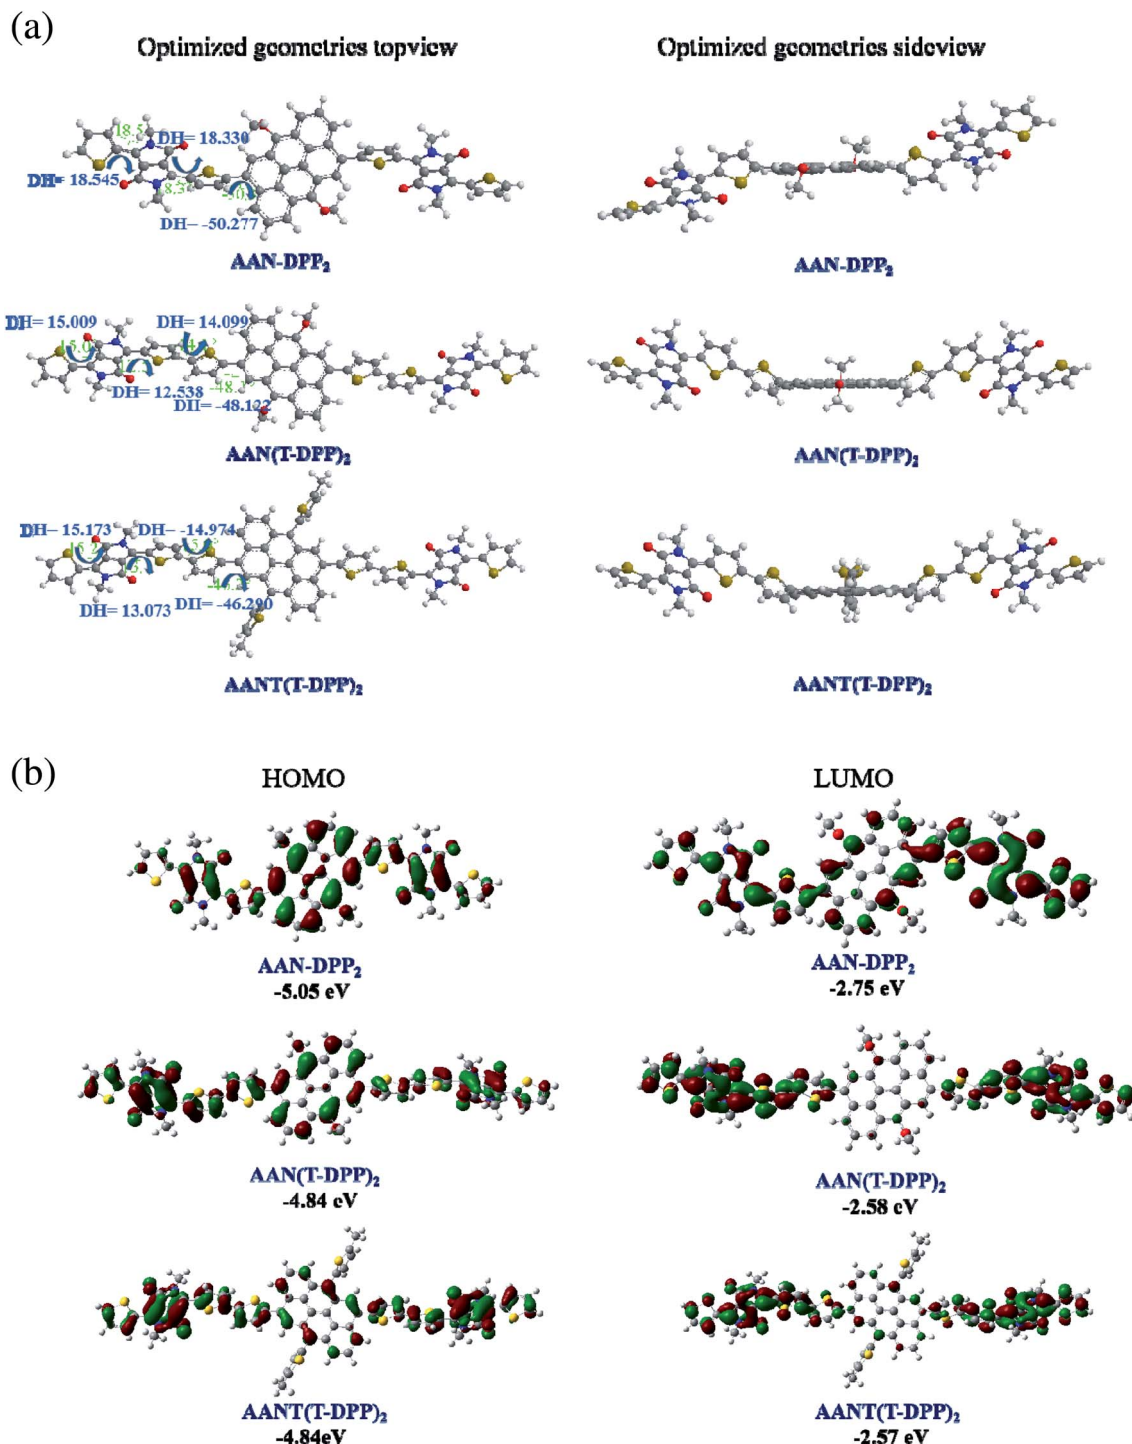 (a)
Optimized geometries topview
Optimized geometries sideview
18.5
DH= 18.330
DH= 18.545
DH= -50.277
AAN-DPP₂
AAN-DPP₂
DH= 15.009
DH= 14.099
DH= 12.538
DH= -48.122
AAN(T-DPP)₂
AAN(T-DPP)₂
DH= 15.173
DH= -14.974
DH= 13.073
DH= -46.290
AANT(T-DPP)₂
AANT(T-DPP)₂
(b)
HOMO
LUMO
AAN-DPP₂
-5.05 eV
AAN-DPP₂
-2.75 eV
AAN(T-DPP)₂
-4.84 eV
AAN(T-DPP)₂
-2.58 eV
AANT(T-DPP)₂
-4.84eV
AANT(T-DPP)₂
-2.57 eV